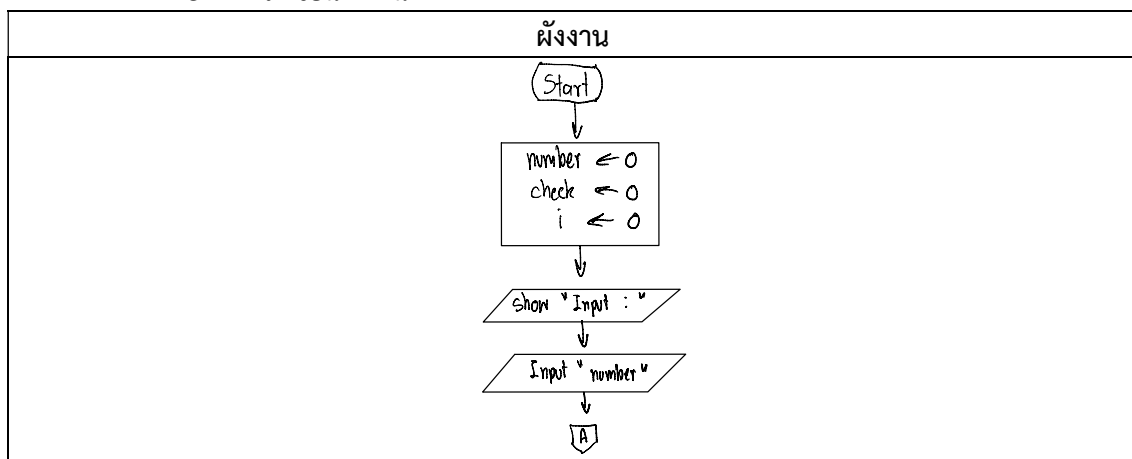 ผังงาน
Start
number ← 0
check ← 0
i ← 0
Show "Input : "
Input "number"
A